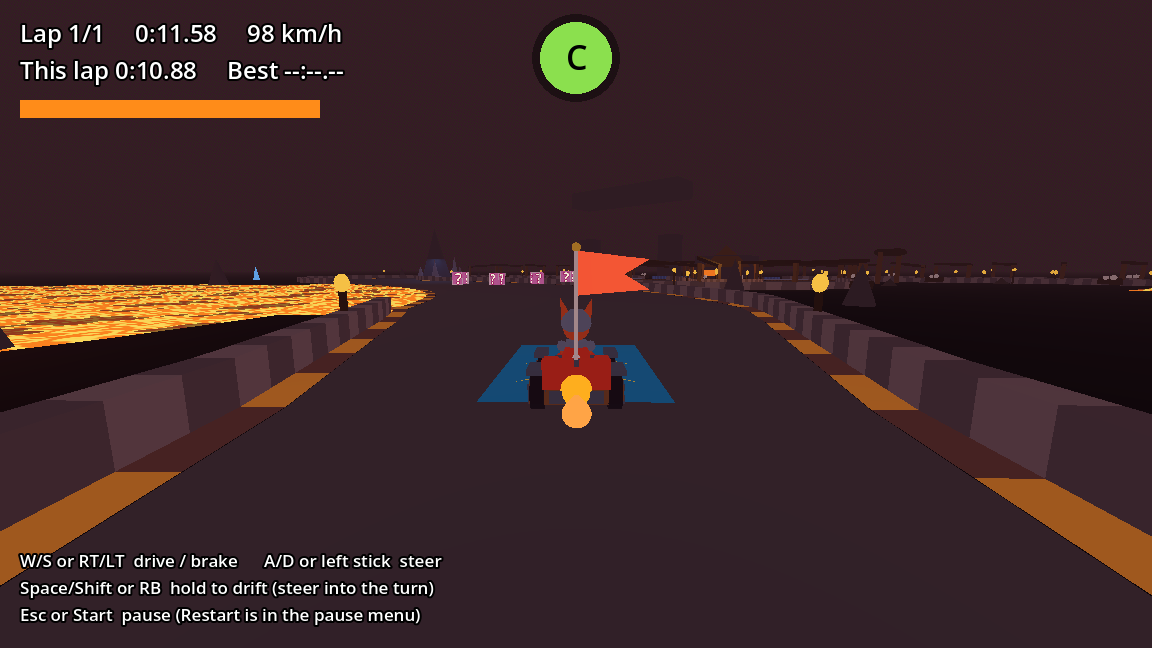 Lap 1/1 0:11.58 98 km/h
This lap 0:10.88 Best --:--.--
C
? ?
? ?
?
?
W/S or RT/LT drive / brake A/D or left stick steer
Space/Shift or RB hold to drift (steer into the turn)
Esc or Start pause (Restart is in the pause menu)